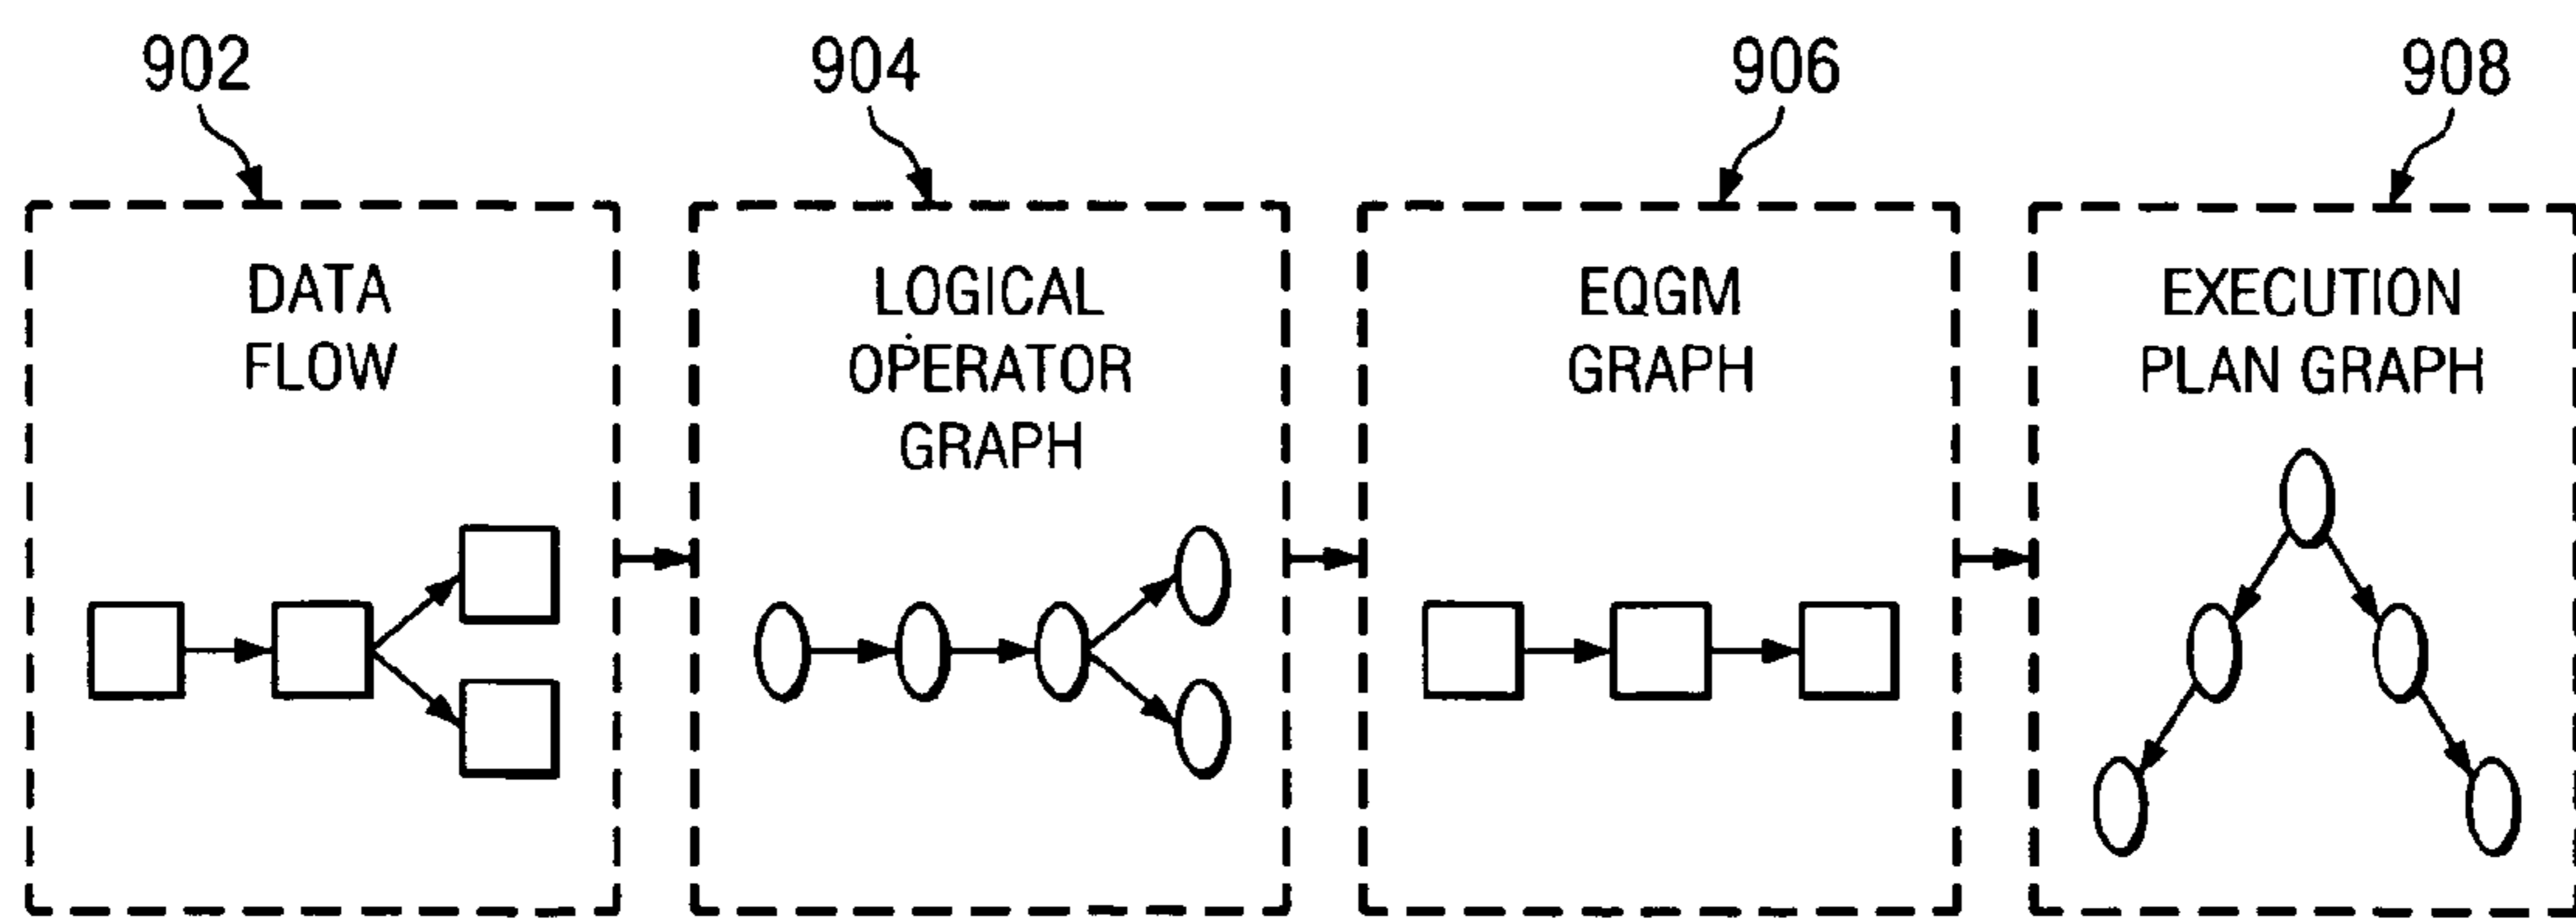 902
904
906
908
DATA
FLOW
LOGICAL
OPERATOR
GRAPH
EQGM
GRAPH
EXECUTION
PLAN GRAPH